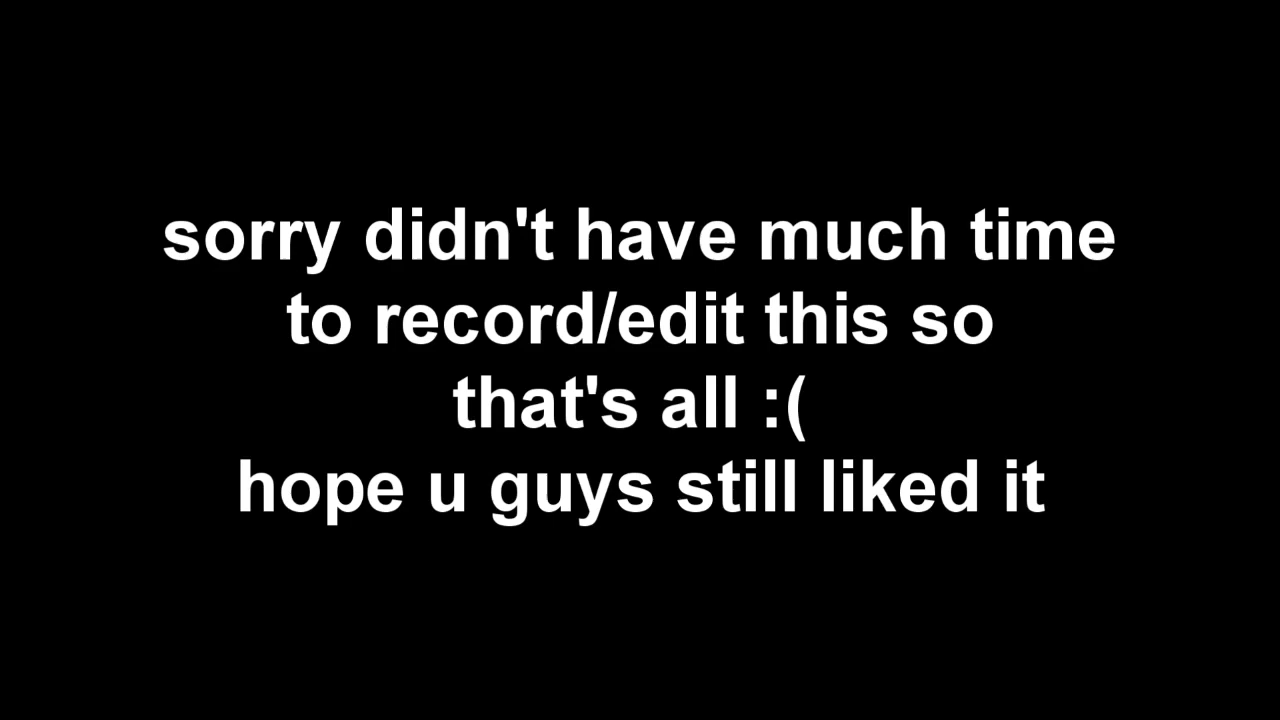 sorry didn't have much time
to record/edit this so
that's all :(
hope u guys still liked it